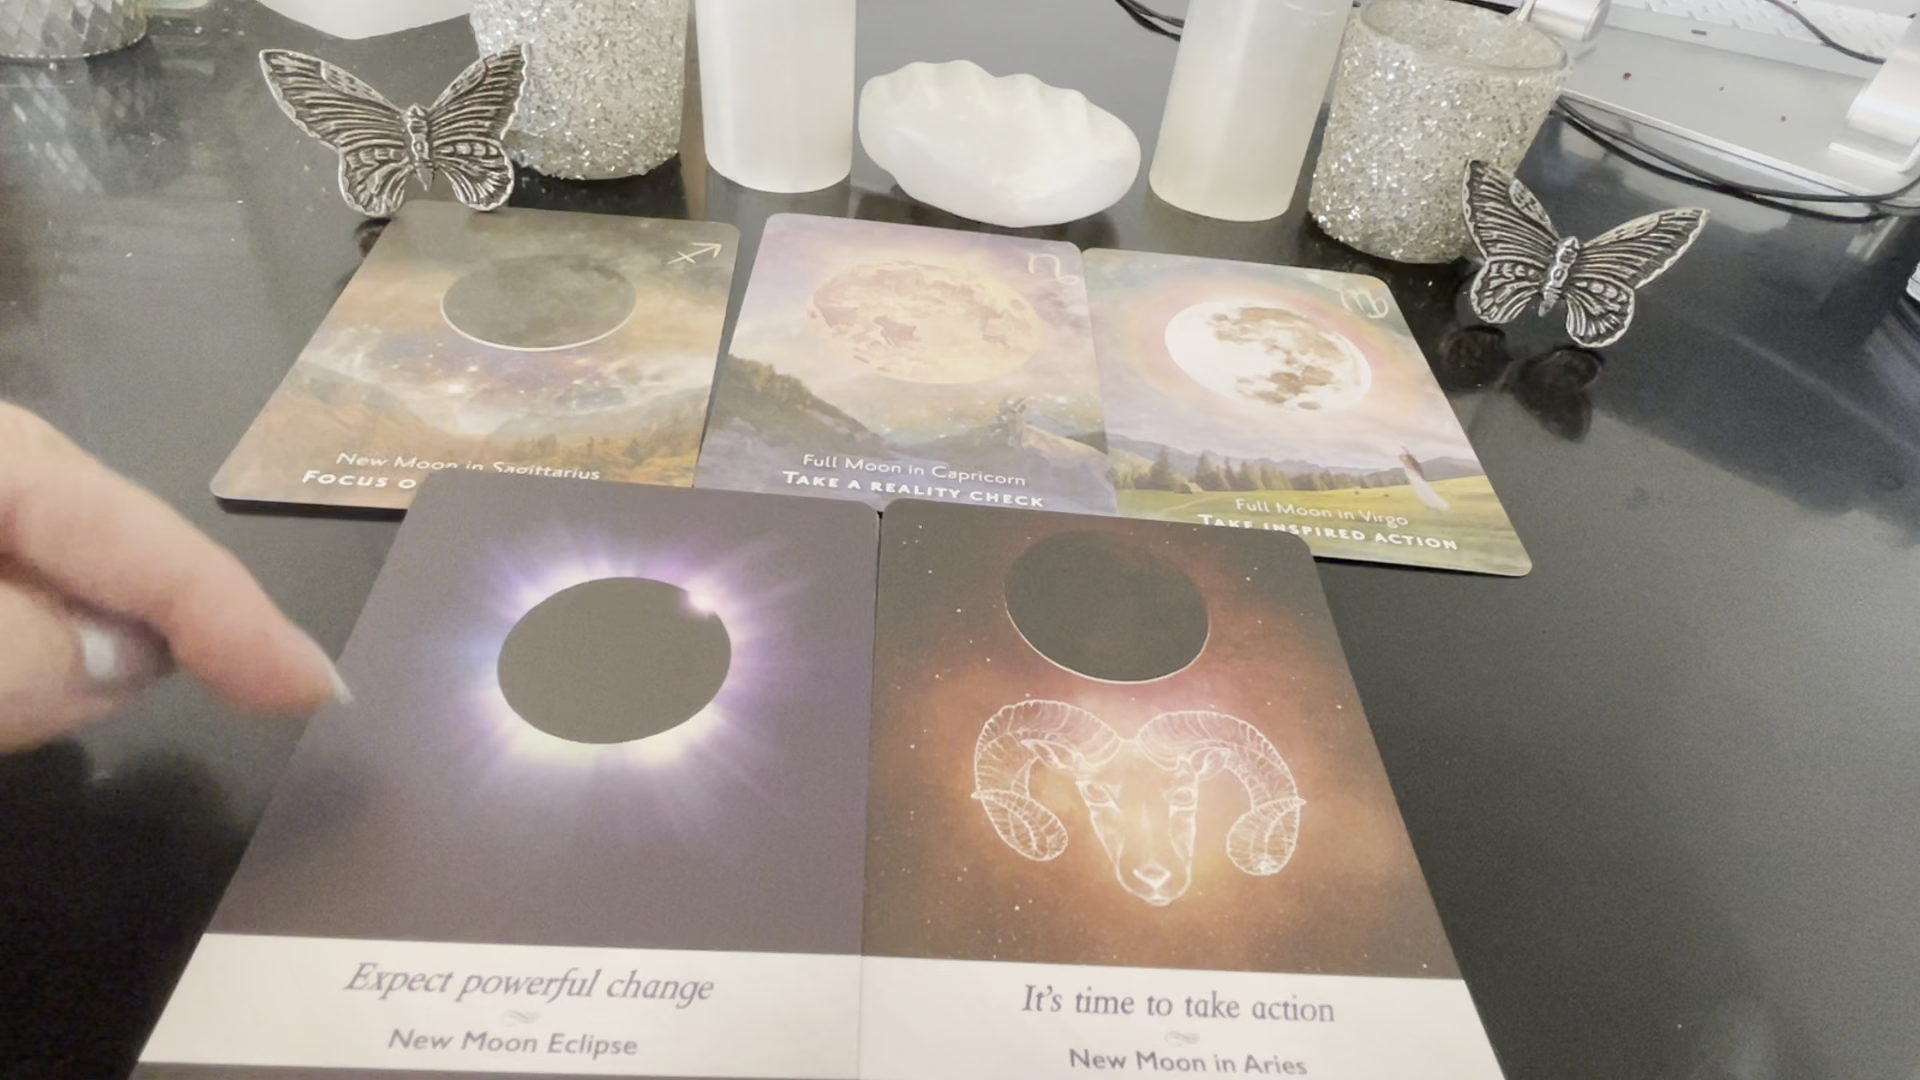 New Moon in Sagittarius
FOCUS O
Full Moon in Capricorn
TAKE A REALITY CHECK
Full Moon in Virgo
TAKE INSPIRED ACTION
Expect powerful change
New Moon Eclipse
It's time to take action
New Moon in Aries